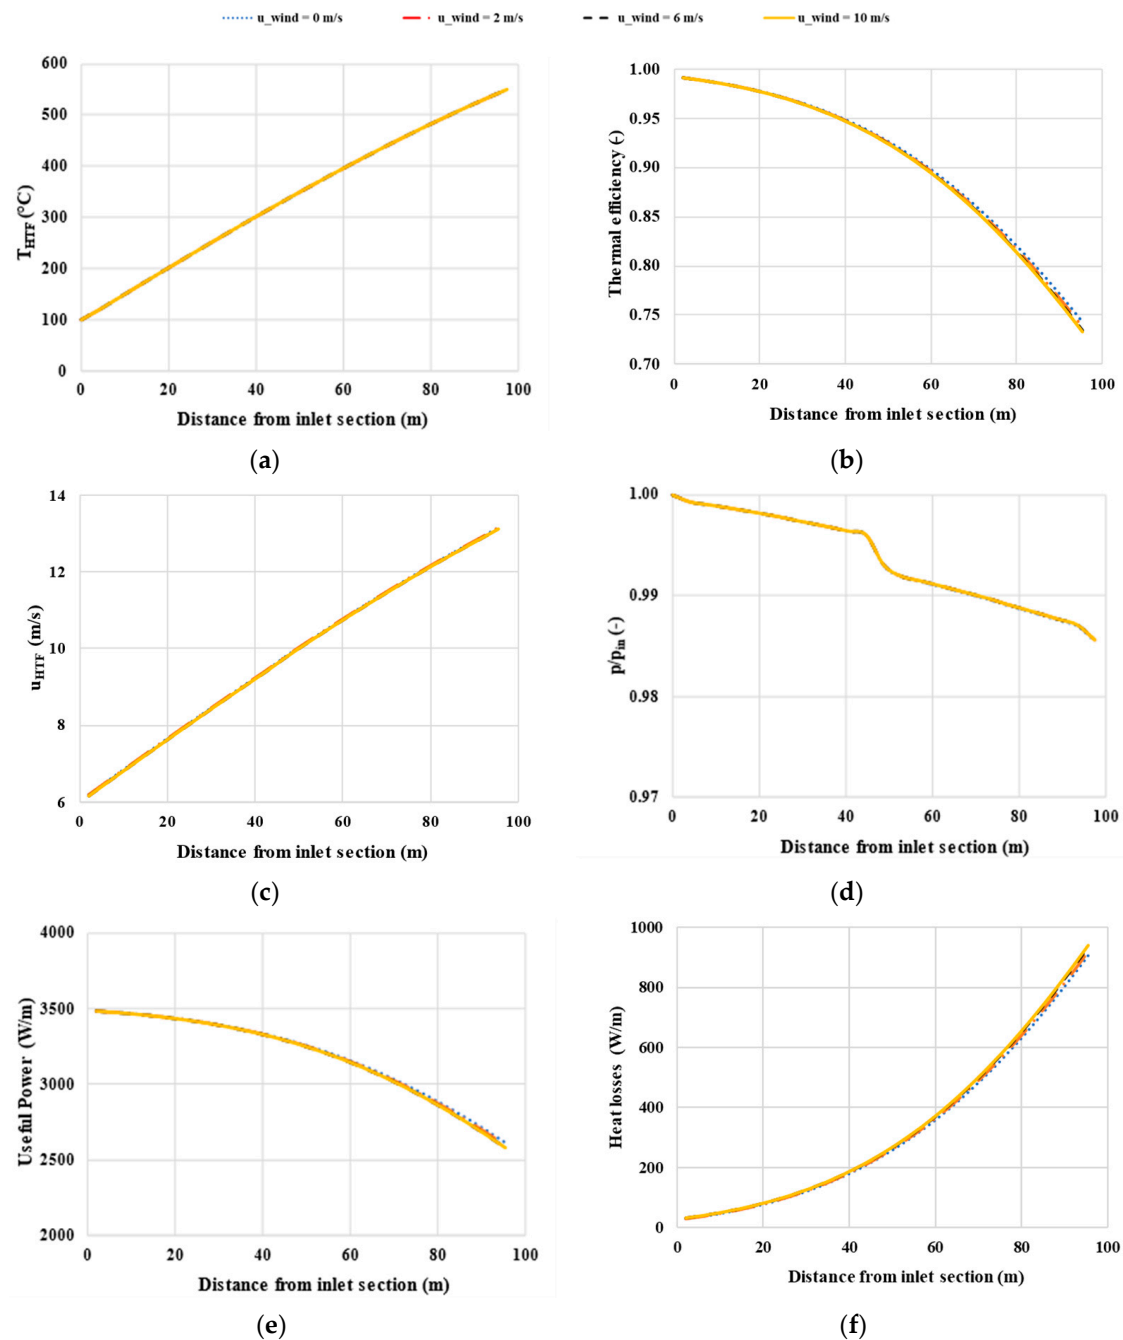 u_wind = 0 m/s u_wind = 2 m/s u_wind = 6 m/s u_wind = 10 m/s
600
500
400
300
200
100
0
T_HTF (°C)
0 20 40 60 80 100
Distance from inlet section (m)
(a)
1.00
0.95
0.90
0.85
0.80
0.75
0.70
Thermal efficiency (-)
0 20 40 60 80 100
Distance from inlet section (m)
(b)
14
12
10
8
6
u_HTF (m/s)
0 20 40 60 80 100
Distance from inlet section (m)
(c)
1.00
0.99
0.98
0.97
p/p_in (-)
0 20 40 60 80 100
Distance from inlet section (m)
(d)
4000
3500
3000
2500
2000
Useful Power (W/m)
0 20 40 60 80 100
Distance from inlet section (m)
(e)
1000
800
600
400
200
0
Heat losses (W/m)
0 20 40 60 80 100
Distance from inlet section (m)
(f)